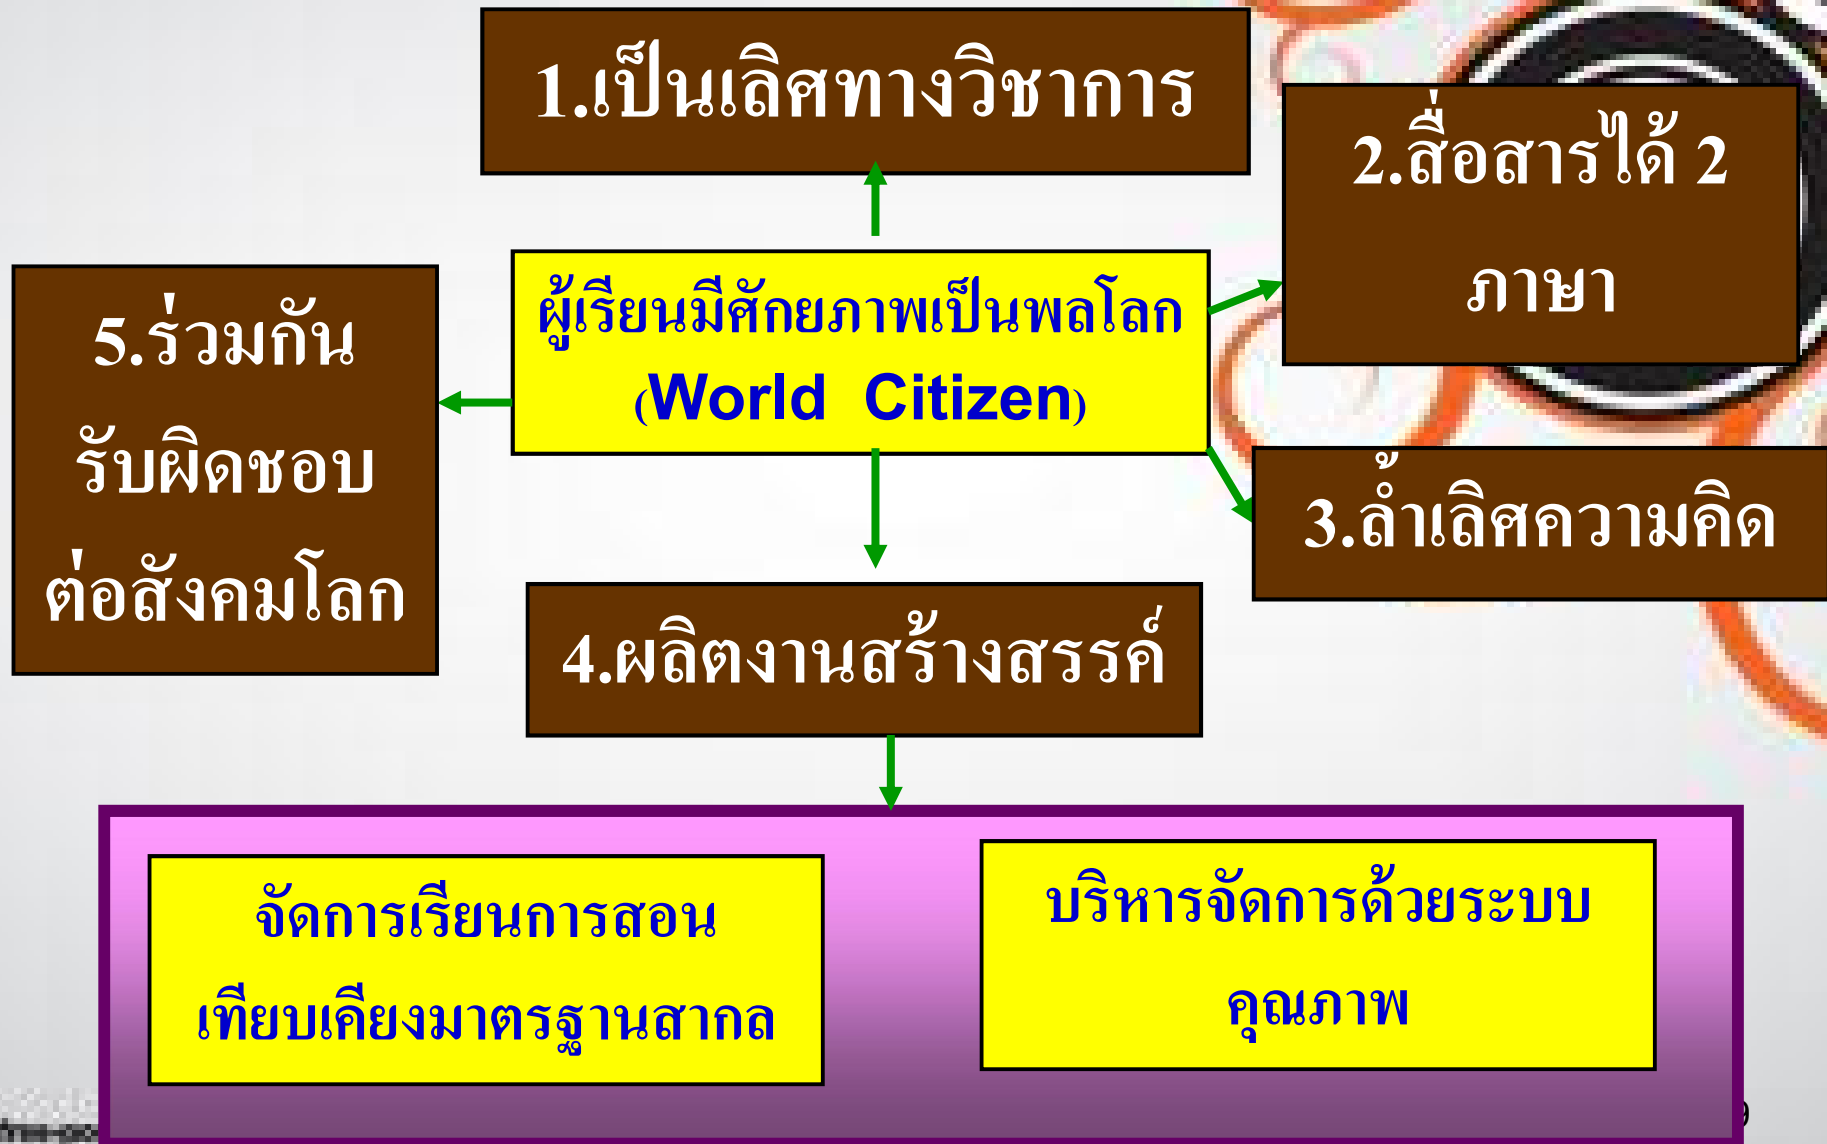 1.เป็นเลิศทางวิชาการ
2.สื่อสารได้ 2
ภาษา
ผู้เรียนมีศักยภาพเป็นพลโลก
(World Citizen)
5.ร่วมกัน
รับผิดชอบ
ต่อสังคมโลก
3.ล้ำเลิศความคิด
4.ผลิตงานสร้างสรรค์
จัดการเรียนการสอน
เทียบเคียงมาตรฐานสากล
บริหารจัดการด้วยระบบ
คุณภาพ